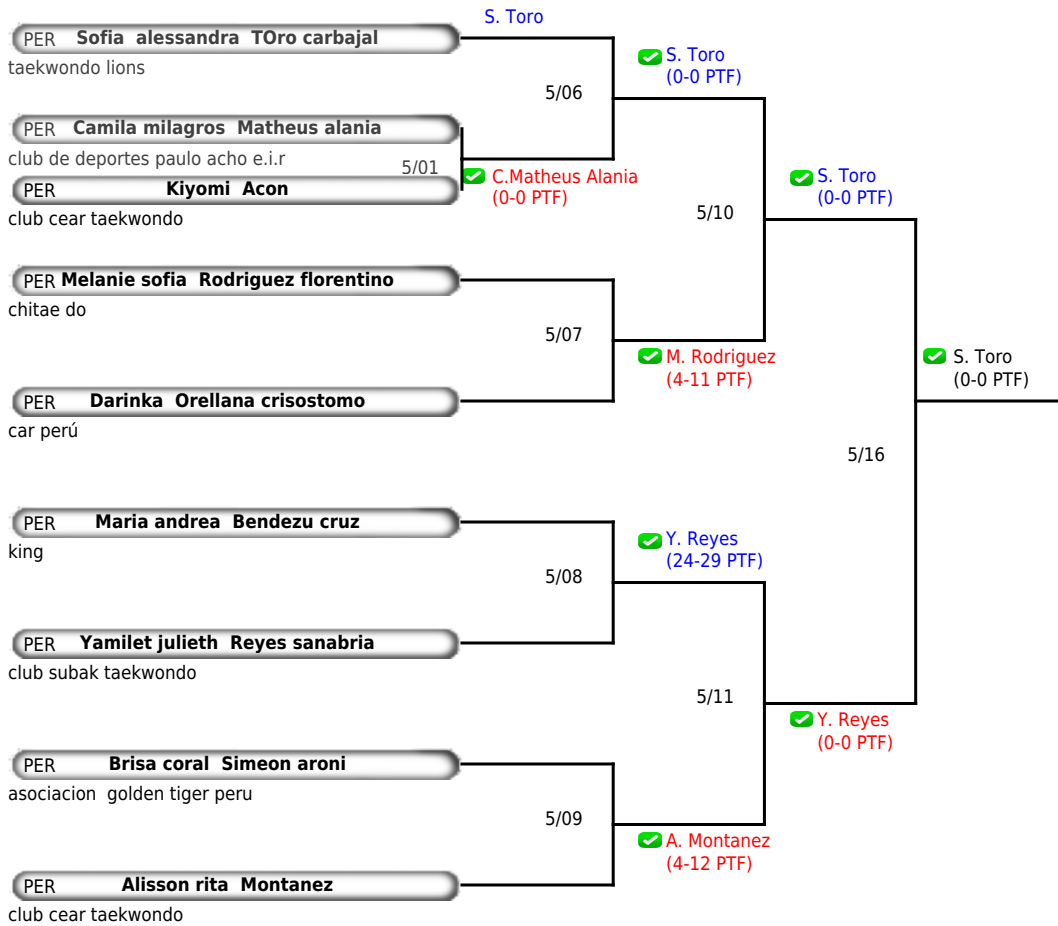 S. Toro
PER Sofia alessandra TOro carbajal
taekwondo lions
S. Toro
(0-0 PTF)
5/06
PER Camila milagros Matheus alania
club de deportes paulo acho e.i.r
5/01
C.Matheus Alania
(0-0 PTF)
PER Kiyomi Acon
club cear taekwondo
S. Toro
(0-0 PTF)
5/10
PER Melanie sofia Rodriguez florentino
chitae do
5/07
M. Rodriguez
(4-11 PTF)
S. Toro
(0-0 PTF)
PER Darinka Orellana crisostomo
car perú
5/16
PER Maria andrea Bendezu cruz
king
Y. Reyes
(24-29 PTF)
5/08
PER Yamilet julieth Reyes sanabria
club subak taekwondo
5/11
Y. Reyes
(0-0 PTF)
PER Brisa coral Simeon aroni
asociacion golden tiger peru
5/09
A. Montanez
(4-12 PTF)
PER Alisson rita Montanez
club cear taekwondo